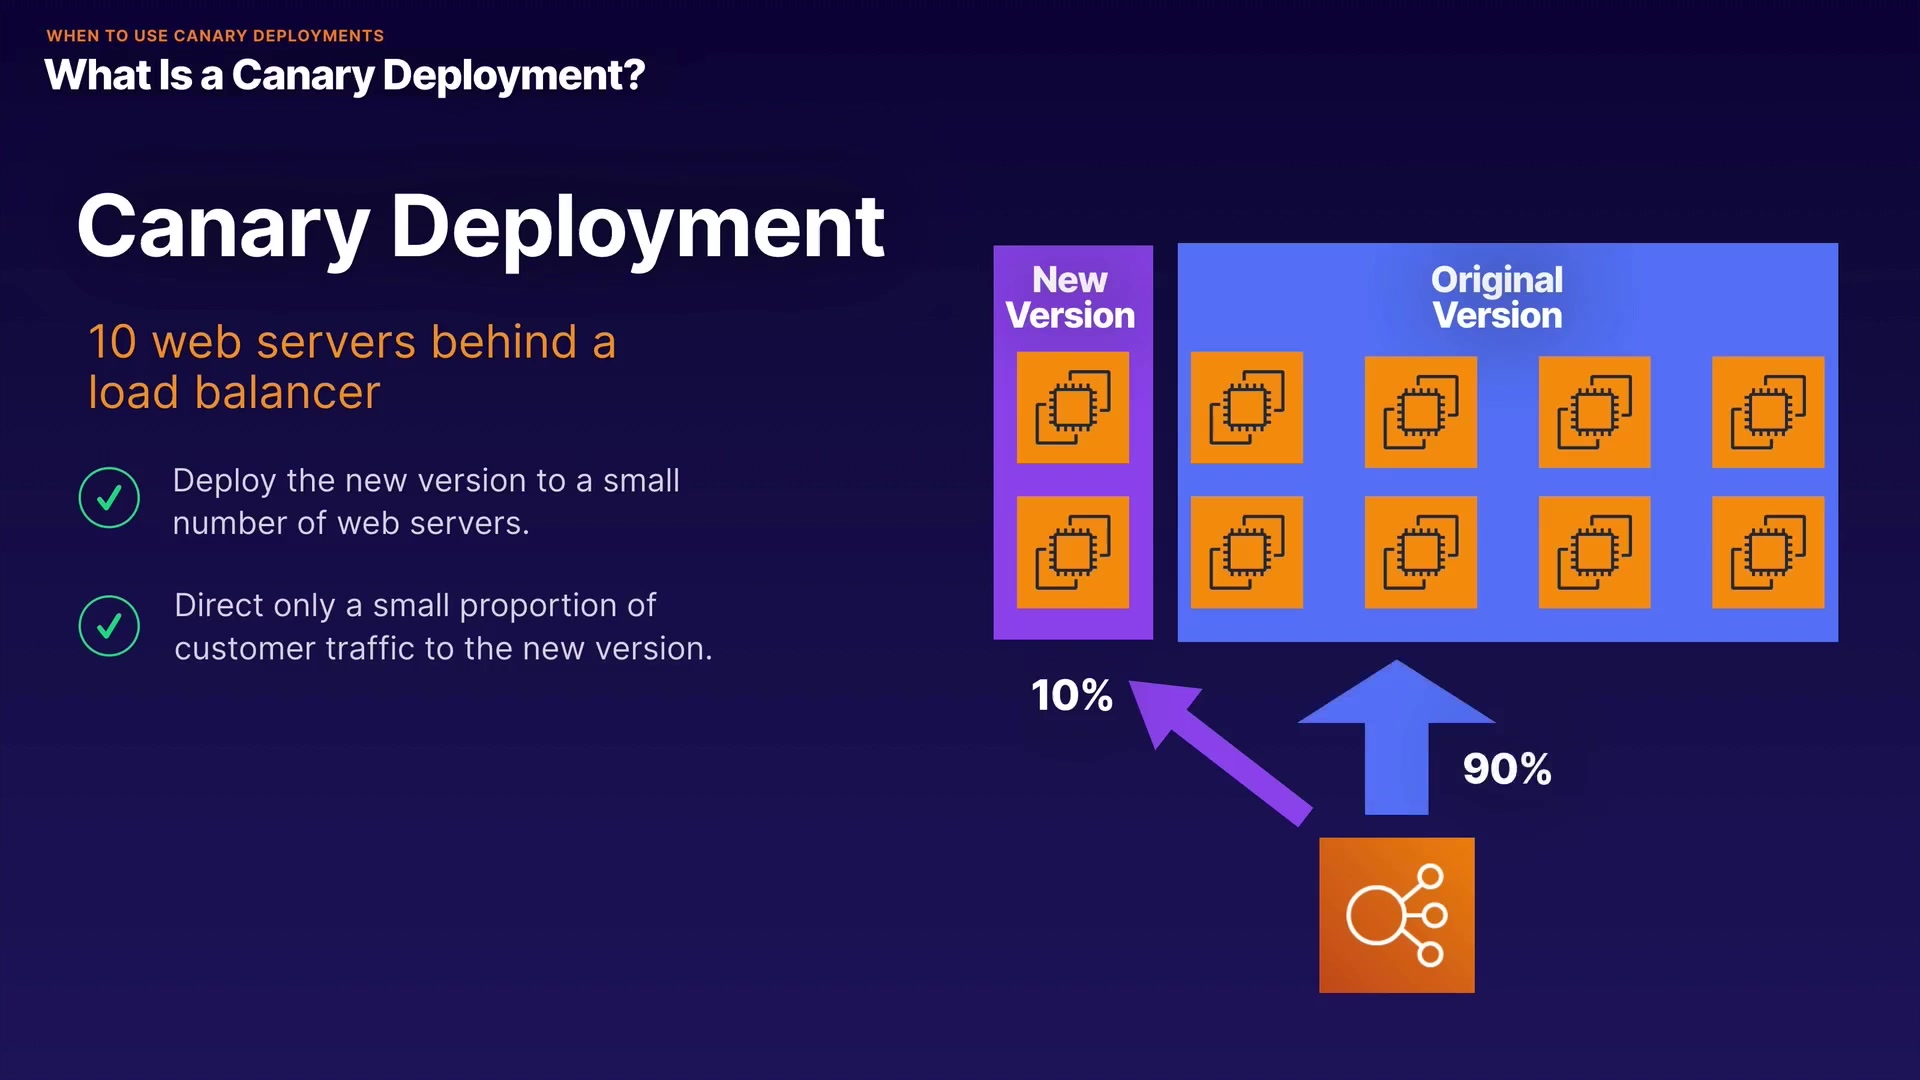 WHEN TO USE CANARY DEPLOYMENTS
What Is a Canary Deployment?
Canary Deployment
10 web servers behind a
load balancer
Deploy the new version to a small
number of web servers.
Direct only a small proportion of
customer traffic to the new version.
New
Version
Original
Version
10%
90%